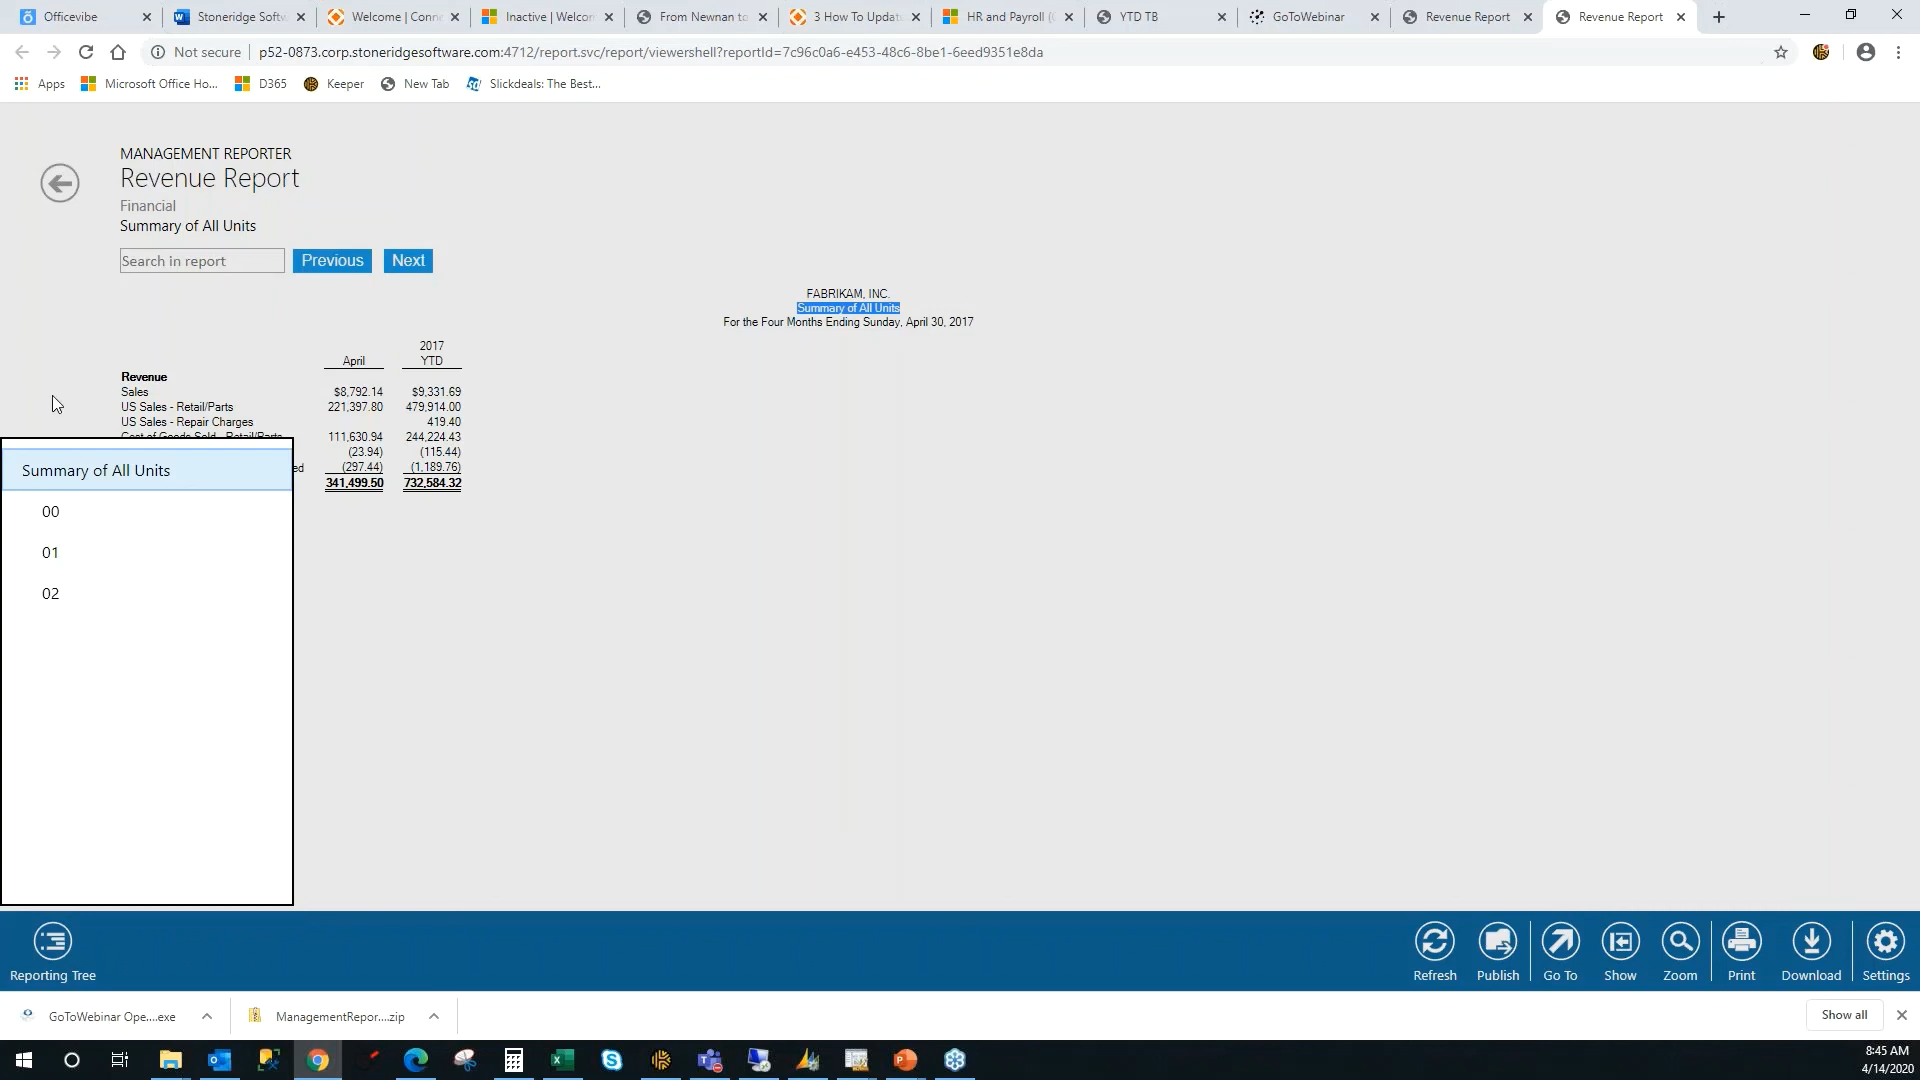 Officevibe
Stoneridge Softw
Welcome | Conn
Inactive | Welcon
From Newnan to
3 How To Updat
HR and Payroll (
YTD TB
GoToWebinar
Revenue Report
Revenue Report
Not secure
p52-0873.corp.stoneridgesoftware.com:4712/report.svc/report/viewershell?reportId=7c96c0a6-e453-48c6-8be1-6eed9351e8da
Apps
Microsoft Office Ho...
D365
Keeper
New Tab
Slickdeals: The Best...
MANAGEMENT REPORTER
Revenue Report
Financial
Summary of All Units
Search in report
Previous
Next
FABRIKAM, INC.
Summary of All Units
For the Four Months Ending Sunday, April 30, 2017
2017
April YTD
Revenue
Sales $8,792.14 $9,331.69
US Sales - Retail/Parts 221,397.80 479,914.00
US Sales - Repair Charges 419.40
Cost of Goods Sold - Retail/Parts 111,630.94 244,224.43
(23.94) (115.44)
ed (297.44) (1,189.76)
341,499.50 732,584.32
Summary of All Units
00
01
02
Reporting Tree
Refresh
Publish
Go To
Show
Zoom
Print
Download
Settings
GoToWebinar Ope....exe
ManagementRepor....zip
Show all
8:45 AM
4/14/2020